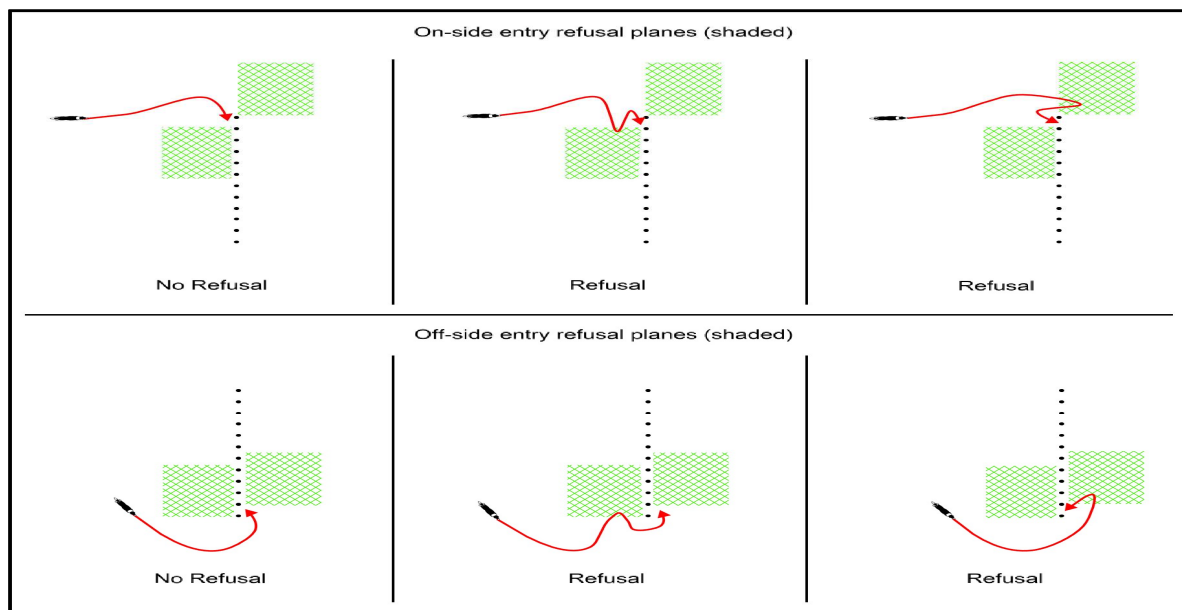 On-side entry refusal planes (shaded)
No Refusal
Refusal
Refusal
Off-side entry refusal planes (shaded)
No Refusal
Refusal
Refusal